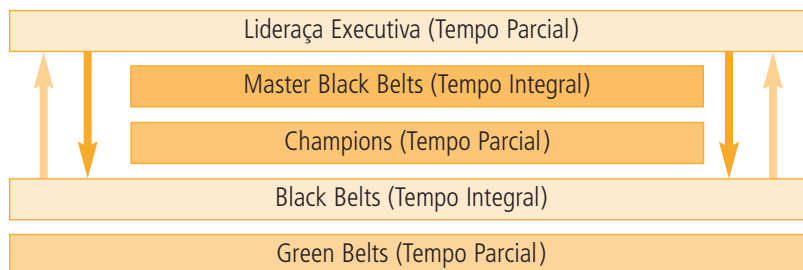 Lideraça Executiva (Tempo Parcial)
Master Black Belts (Tempo Integral)
Champions (Tempo Parcial)
Black Belts (Tempo Integral)
Green Belts (Tempo Parcial)